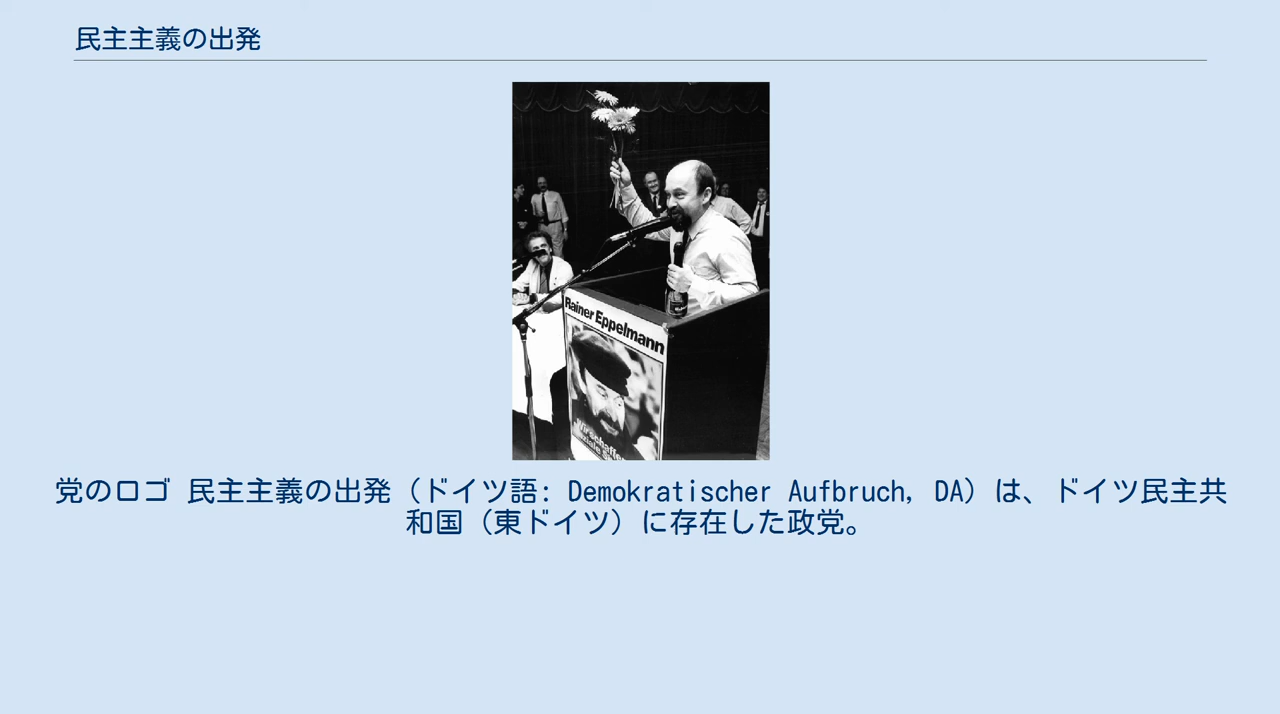 民主主義の出発
Rainer Eppelmann
党のロゴ 民主主義の出発（ドイツ語: Demokratischer Aufbruch, DA）は、ドイツ民主共
和国（東ドイツ）に存在した政党。